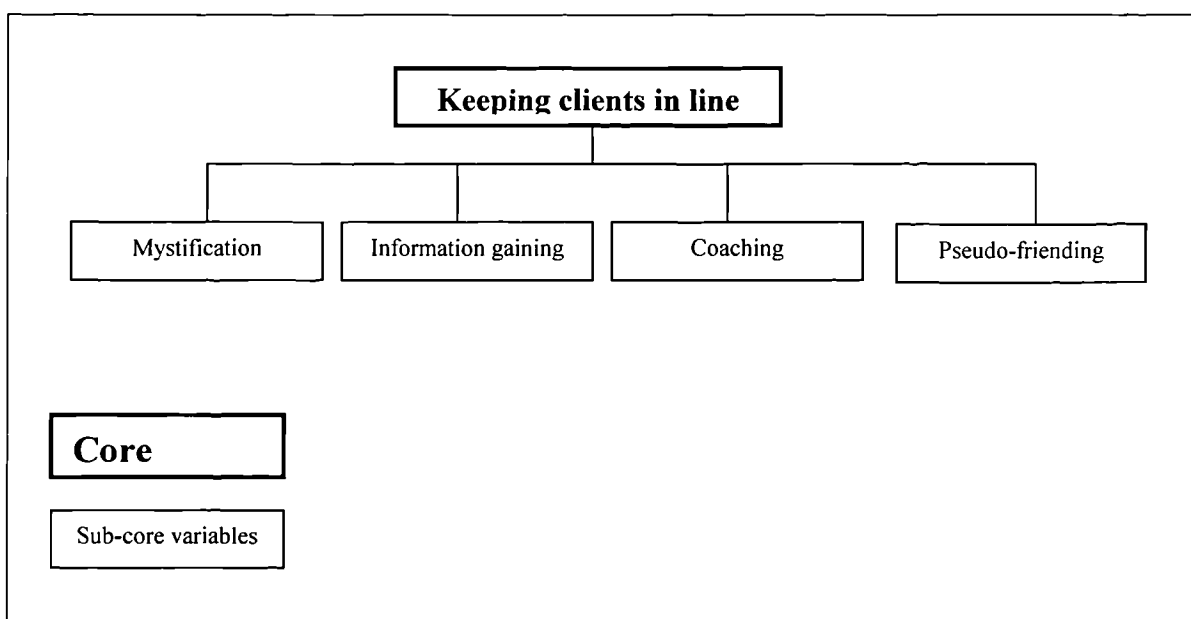 Keeping clients in line
Mystification
Information gaining
Coaching
Pseudo-friending
Core
Sub-core variables